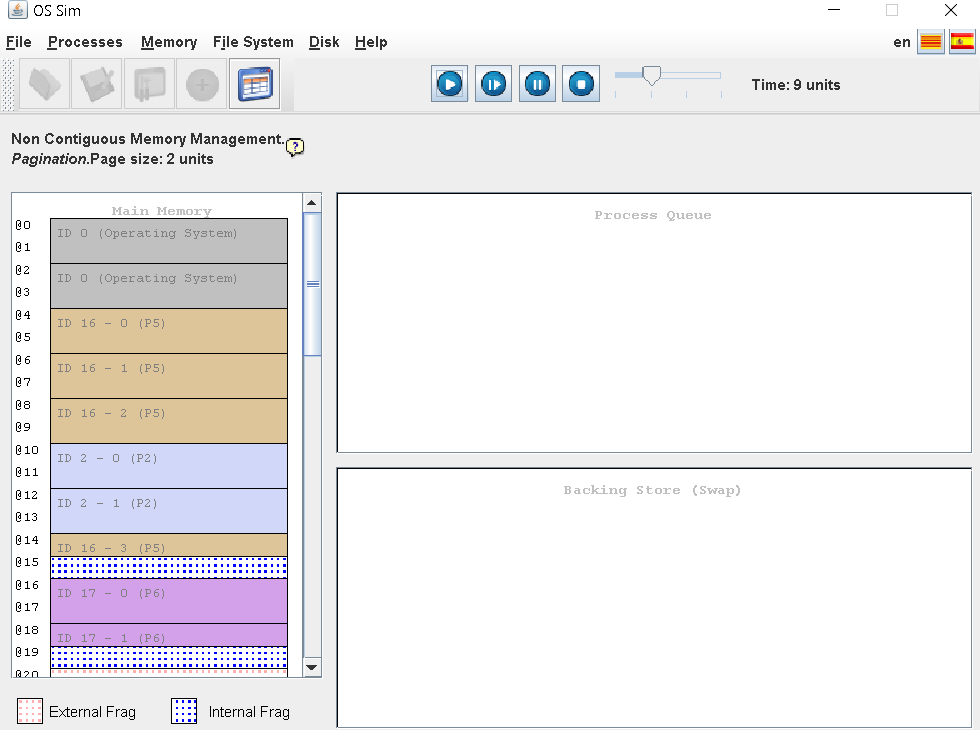 OS Sim
File Processes Memory File System Disk Help en
Time: 9 units
Non Contiguous Memory Management.
Pagination.Page size: 2 units
Main Memory
@0 ID 0 (Operating System)
@1
@2 ID 0 (Operating System)
@3
@4 ID 16 - 0 (P5)
@5
@6 ID 16 - 1 (P5)
@7
@8 ID 16 - 2 (P5)
@9
@10 ID 2 - 0 (P2)
@11
@12 ID 2 - 1 (P2)
@13
@14 ID 16 - 3 (P5)
@15
@16 ID 17 - 0 (P6)
@17
@18 ID 17 - 1 (P6)
@19
@20
External Frag Internal Frag
Process Queue
Backing Store (Swap)